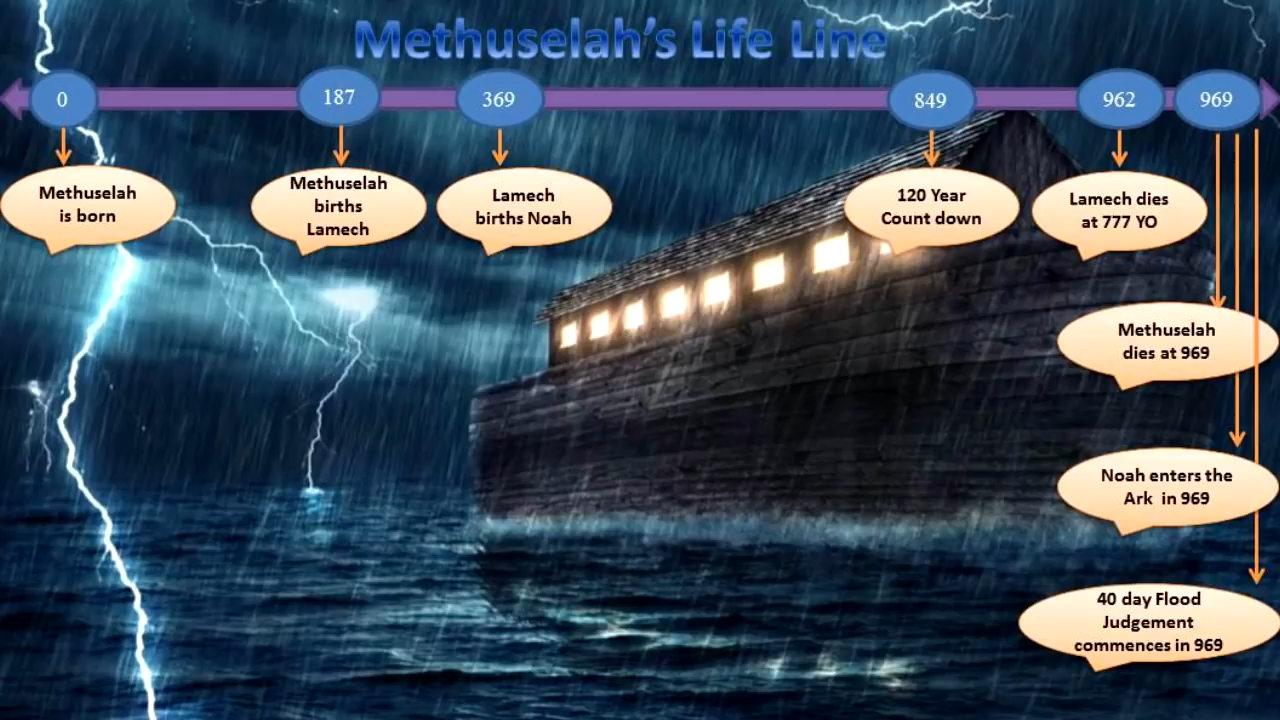 Methuselah's Life Line
0
187
369
849
962
969
Methuselah
is born
Methuselah
births
Lamech
Lamech
births Noah
120 Year
Count down
Lamech dies
at 777 YO
Methuselah
dies at 969
Noah enters the
Ark in 969
40 day Flood
Judgement
commences in 969